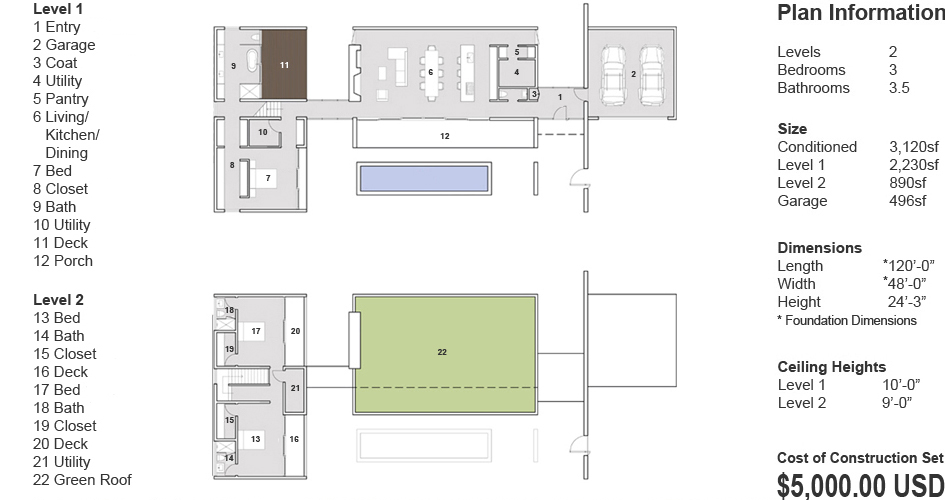 Level 1
1 Entry
2 Garage
3 Coat
4 Utility
5 Pantry
6 Living/
Kitchen/
Dining
7 Bed
8 Closet
9 Bath
10 Utility
11 Deck
12 Porch
Level 2
13 Bed
14 Bath
15 Closet
16 Deck
17 Bed
18 Bath
19 Closet
20 Deck
21 Utility
22 Green Roof
9
11
10
8
7
6
5
4
3
1
2
12
18
17
20
19
21
15
13
16
14
22
Plan Information
Levels 2
Bedrooms 3
Bathrooms 3.5
Size
Conditioned 3,120sf
Level 1 2,230sf
Level 2 890sf
Garage 496sf
Dimensions
Length *120'-0”
Width *48'-0”
Height 24'-3”
* Foundation Dimensions
Ceiling Heights
Level 1 10'-0”
Level 2 9'-0”
Cost of Construction Set
$5,000.00 USD